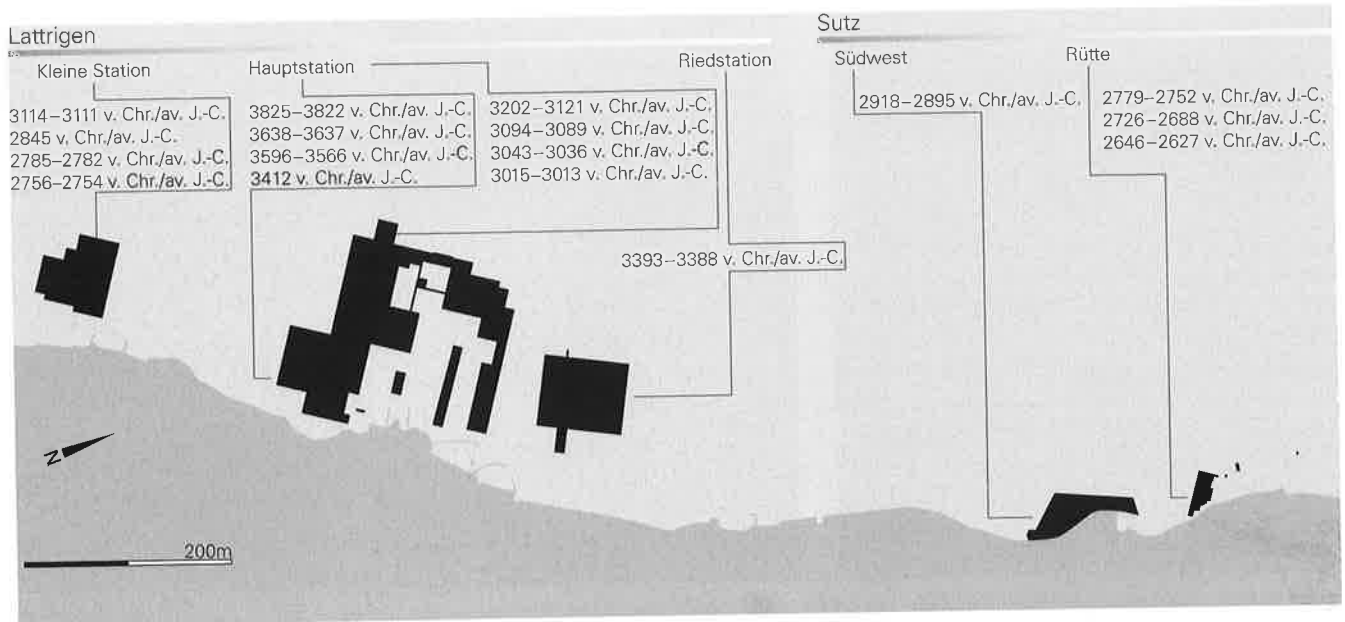 Lattrigen
Kleine Station
3114–3111 v. Chr./av. J.-C.
2845 v. Chr./av. J.-C.
2785–2782 v. Chr./av. J.-C.
2756–2754 v. Chr./av. J.-C.
Hauptstation
3825–3822 v. Chr./av. J.-C.
3638–3637 v. Chr./av. J.-C.
3596–3566 v. Chr./av. J.-C.
3412 v. Chr./av. J.-C.
3202–3121 v. Chr./av. J.-C.
3094–3089 v. Chr./av. J.-C.
3043–3036 v. Chr./av. J.-C.
3015–3013 v. Chr./av. J.-C.
Riedstation
3393–3388 v. Chr./av. J.-C.
Sutz
Südwest
2918–2895 v. Chr./av. J.-C.
Rütte
2779–2752 v. Chr./av. J.-C.
2726–2688 v. Chr./av. J.-C.
2646–2627 v. Chr./av. J.-C.
N
200m